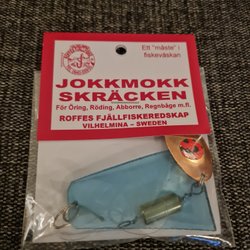 Ett "måste" i
fiskeväskan
JOKKMOKK
SKRÄCKEN
För Öring, Röding, Abborre, Regnbåge m.fl.
ROFFES FJÄLLFISKEREDSKAP
VILHELMINA – SWEDEN